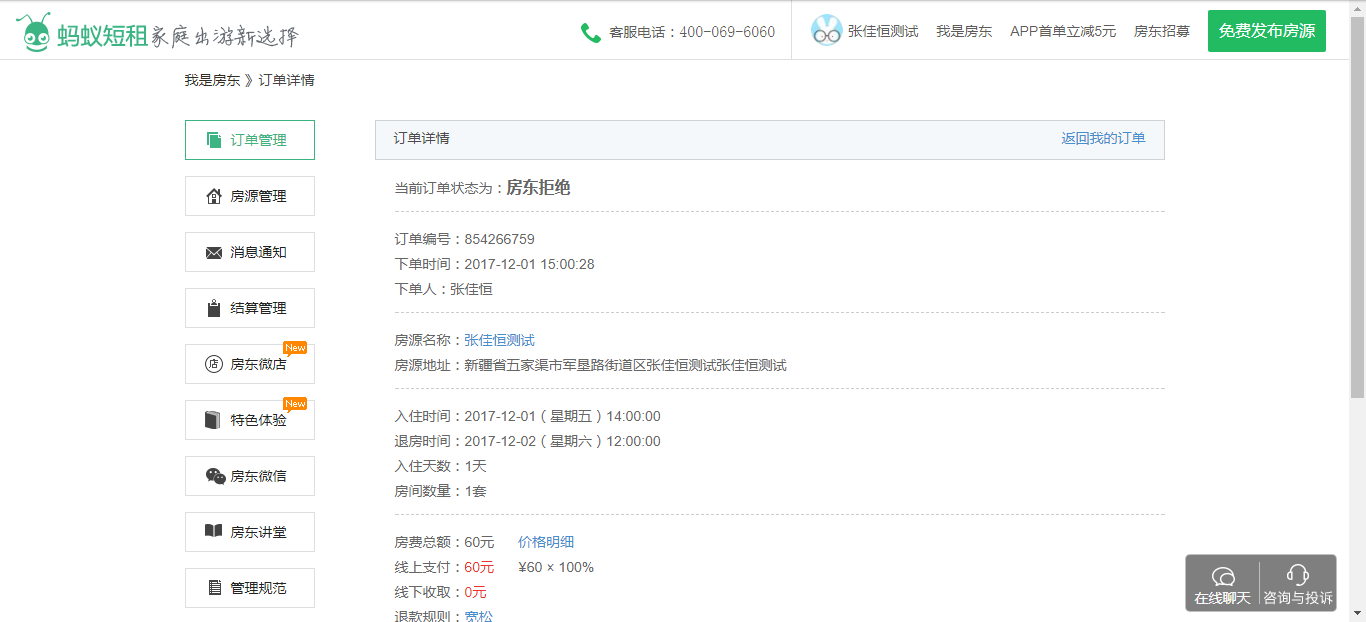 蚂蚁短租家庭出游新选择
客服电话：400-069-6060
张佳恒测试 我是房东 APP首单立减5元 房东招募 免费发布房源
我是房东 》订单详情
订单管理
房源管理
消息通知
结算管理
店 房东微店 New
特色体验 New
房东微信
房东讲堂
管理规范
订单详情 返回我的订单
当前订单状态为：房东拒绝
订单编号：854266759
下单时间：2017-12-01 15:00:28
下单人：张佳恒
房源名称：张佳恒测试
房源地址：新疆省五家渠市军垦路街道区张佳恒测试张佳恒测试
入住时间：2017-12-01（星期五）14:00:00
退房时间：2017-12-02（星期六）12:00:00
入住天数：1天
房间数量：1套
房费总额：60元 价格明细
线上支付：60元 ¥60 × 100%
线下收取：0元
退款规则：宽松
在线聊天 咨询与投诉